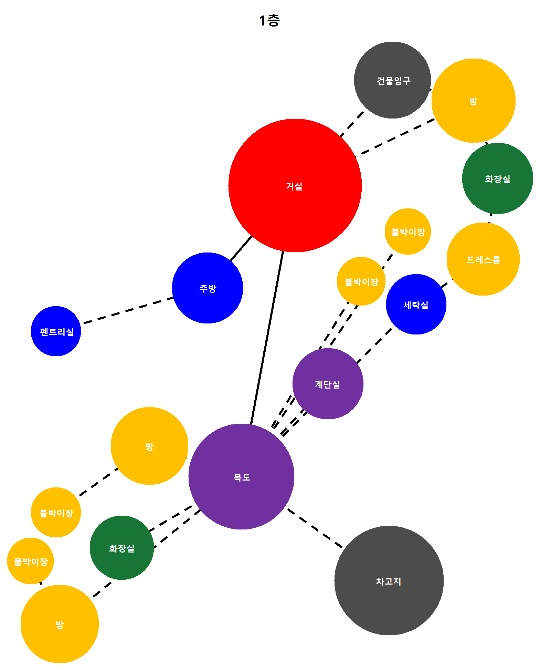 1층
건물입구
방
거실
화장실
붙박이장
드레스룸
붙박이장
주방
세탁실
펜트리실
계단실
방
복도
붙박이장
화장실
붙박이장
차고지
방